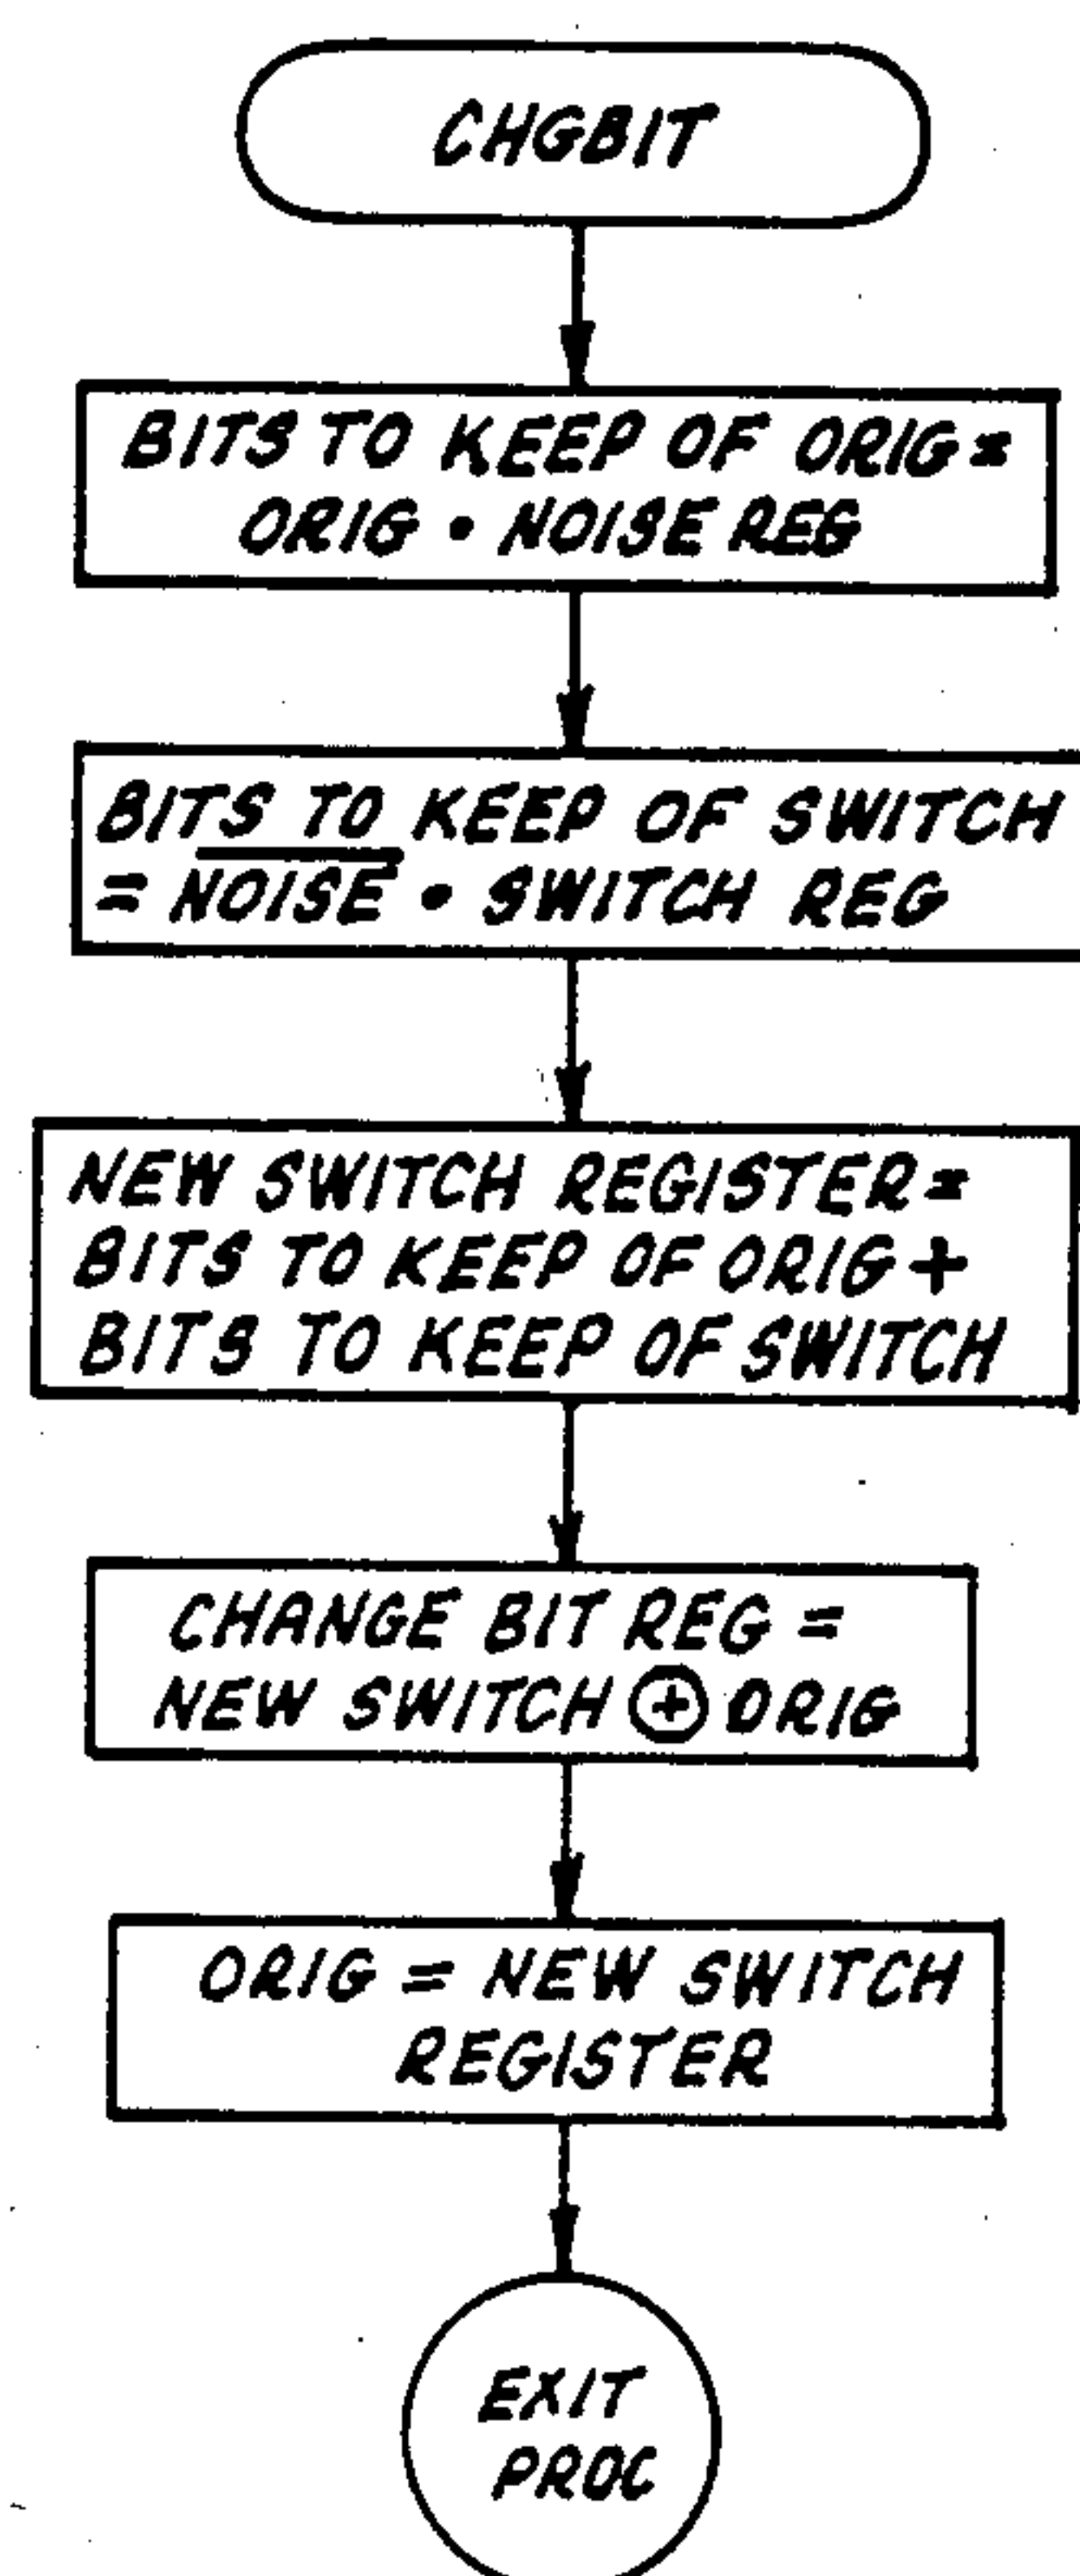 CHGBIT
BITS TO KEEP OF ORIG =
ORIG • NOISE REG
BITS TO KEEP OF SWITCH
= N̅O̅I̅S̅E̅ • SWITCH REG
NEW SWITCH REGISTER =
BITS TO KEEP OF ORIG +
BITS TO KEEP OF SWITCH
CHANGE BIT REG =
NEW SWITCH ⊕ ORIG
ORIG = NEW SWITCH
REGISTER
EXIT
PROC